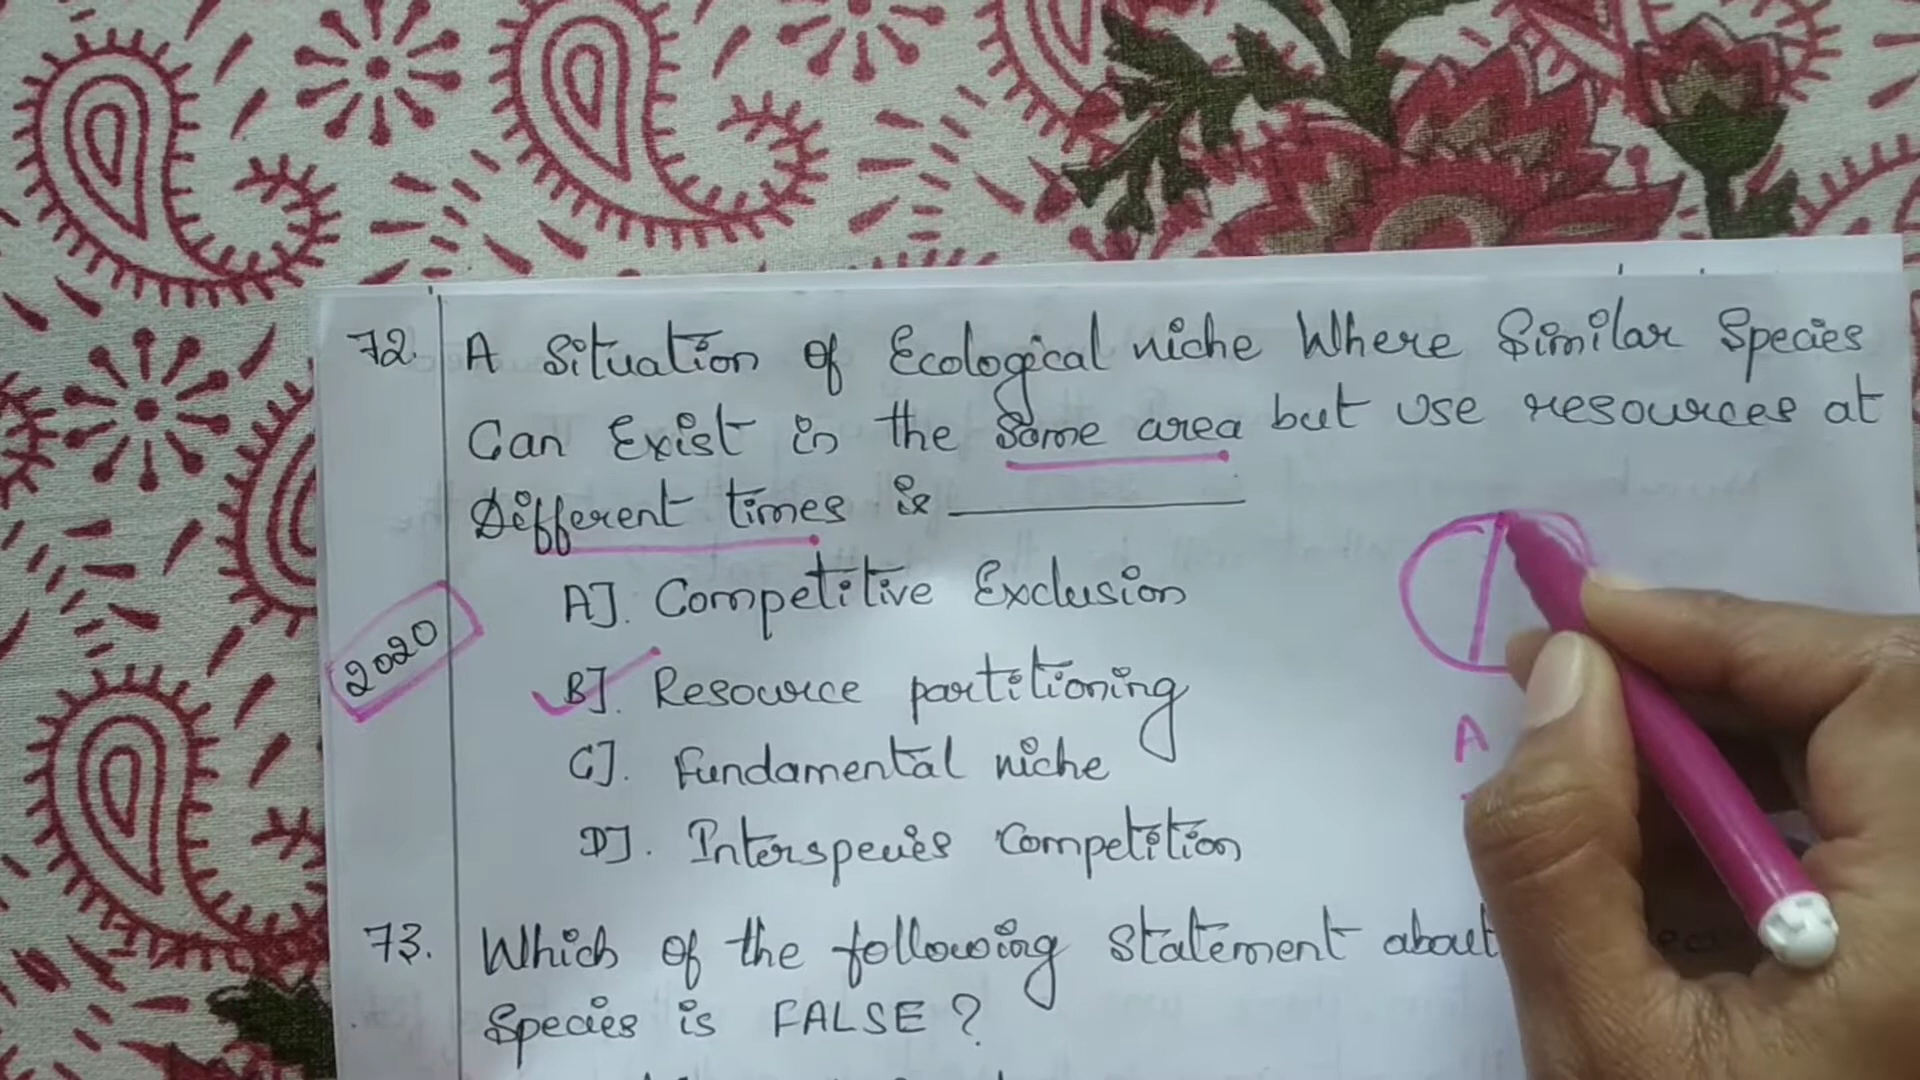 72. A Situation of Ecological niche Where Similar Species
Can Exist in the Same area but use resources at
Different times is ________
A]. Competitive Exclusion
2020
B]. Resource partitioning
C]. Fundamental niche
A
D]. Interspecies Competition
73. Which of the following Statement about
Species is FALSE?